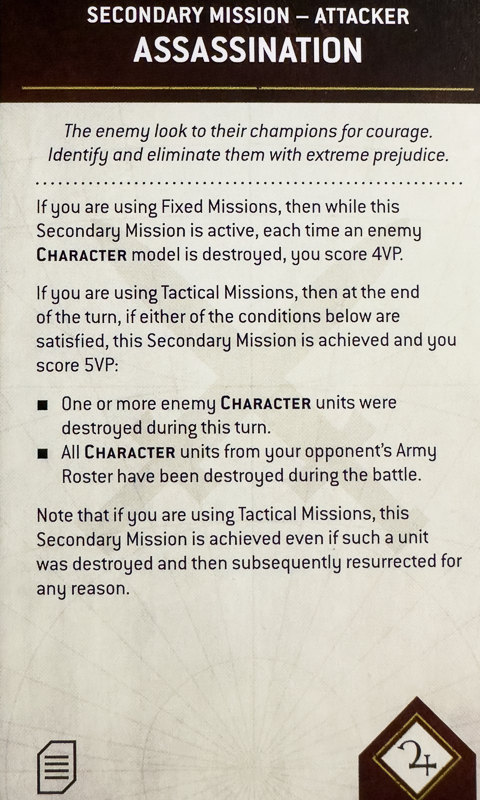 SECONDARY MISSION – ATTACKER
ASSASSINATION
The enemy look to their champions for courage.
Identify and eliminate them with extreme prejudice.
If you are using Fixed Missions, then while this
Secondary Mission is active, each time an enemy
CHARACTER model is destroyed, you score 4VP.
If you are using Tactical Missions, then at the end
of the turn, if either of the conditions below are
satisfied, this Secondary Mission is achieved and you
score 5VP:
■ One or more enemy CHARACTER units were
destroyed during this turn.
■ All CHARACTER units from your opponent's Army
Roster have been destroyed during the battle.
Note that if you are using Tactical Missions, this
Secondary Mission is achieved even if such a unit
was destroyed and then subsequently resurrected for
any reason.